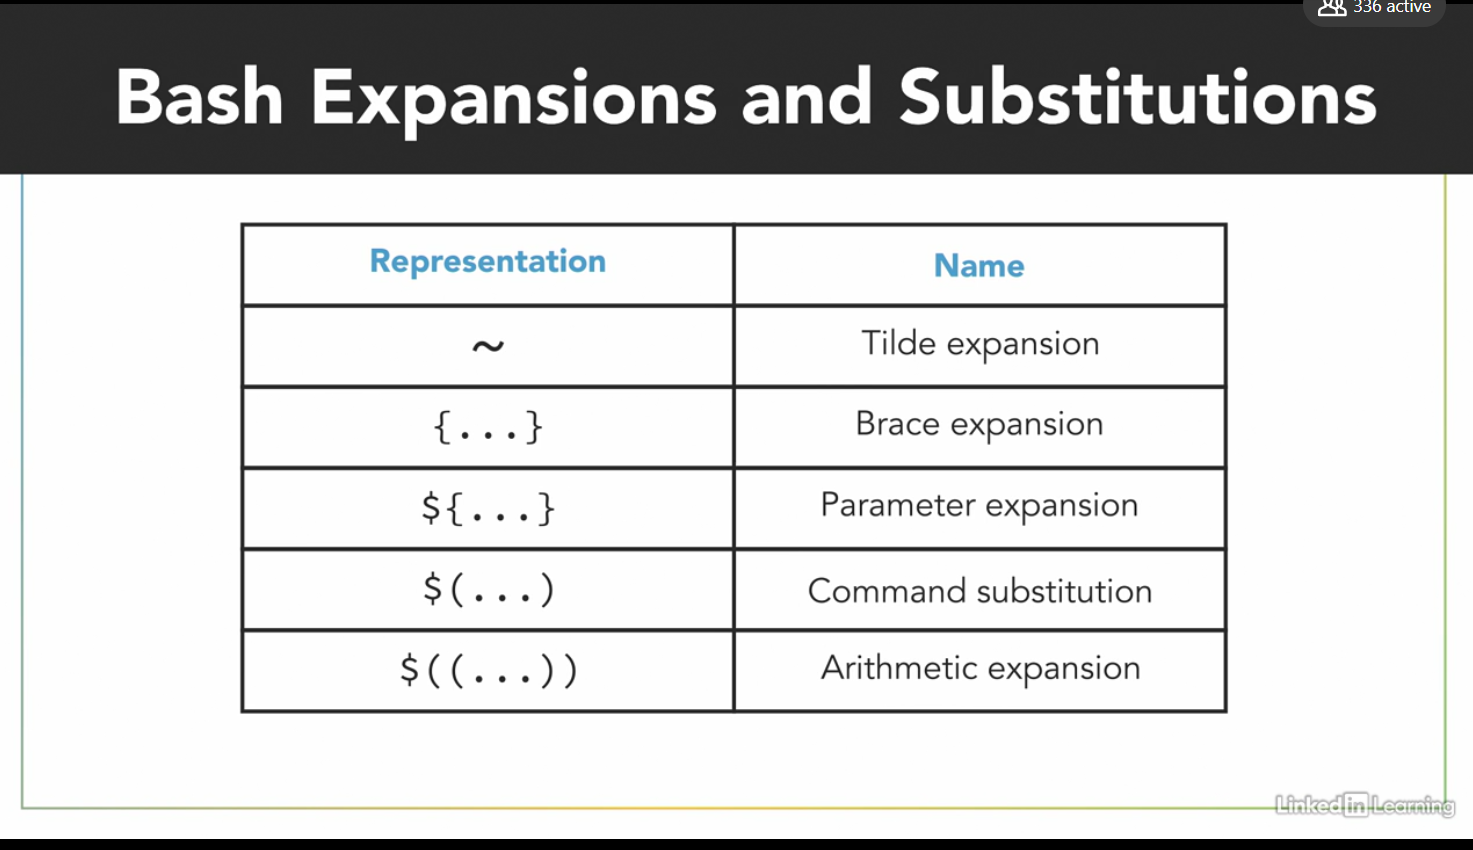 336 active
Bash Expansions and Substitutions
Representation Name
~ Tilde expansion
{...} Brace expansion
${...} Parameter expansion
$(...) Command substitution
$((...)) Arithmetic expansion
Linked in Learning